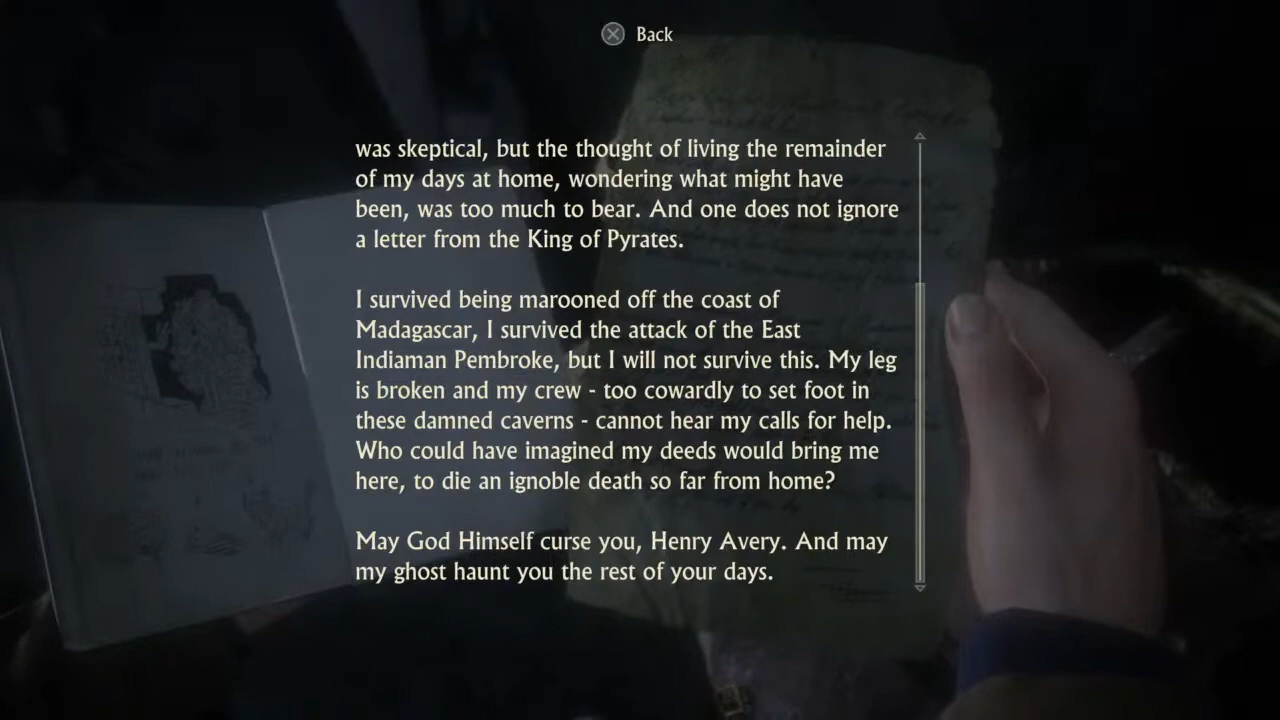 Back
was skeptical, but the thought of living the remainder
of my days at home, wondering what might have
been, was too much to bear. And one does not ignore
a letter from the King of Pyrates.
I survived being marooned off the coast of
Madagascar, I survived the attack of the East
Indiaman Pembroke, but I will not survive this. My leg
is broken and my crew - too cowardly to set foot in
these damned caverns - cannot hear my calls for help.
Who could have imagined my deeds would bring me
here, to die an ignoble death so far from home?
May God Himself curse you, Henry Avery. And may
my ghost haunt you the rest of your days.